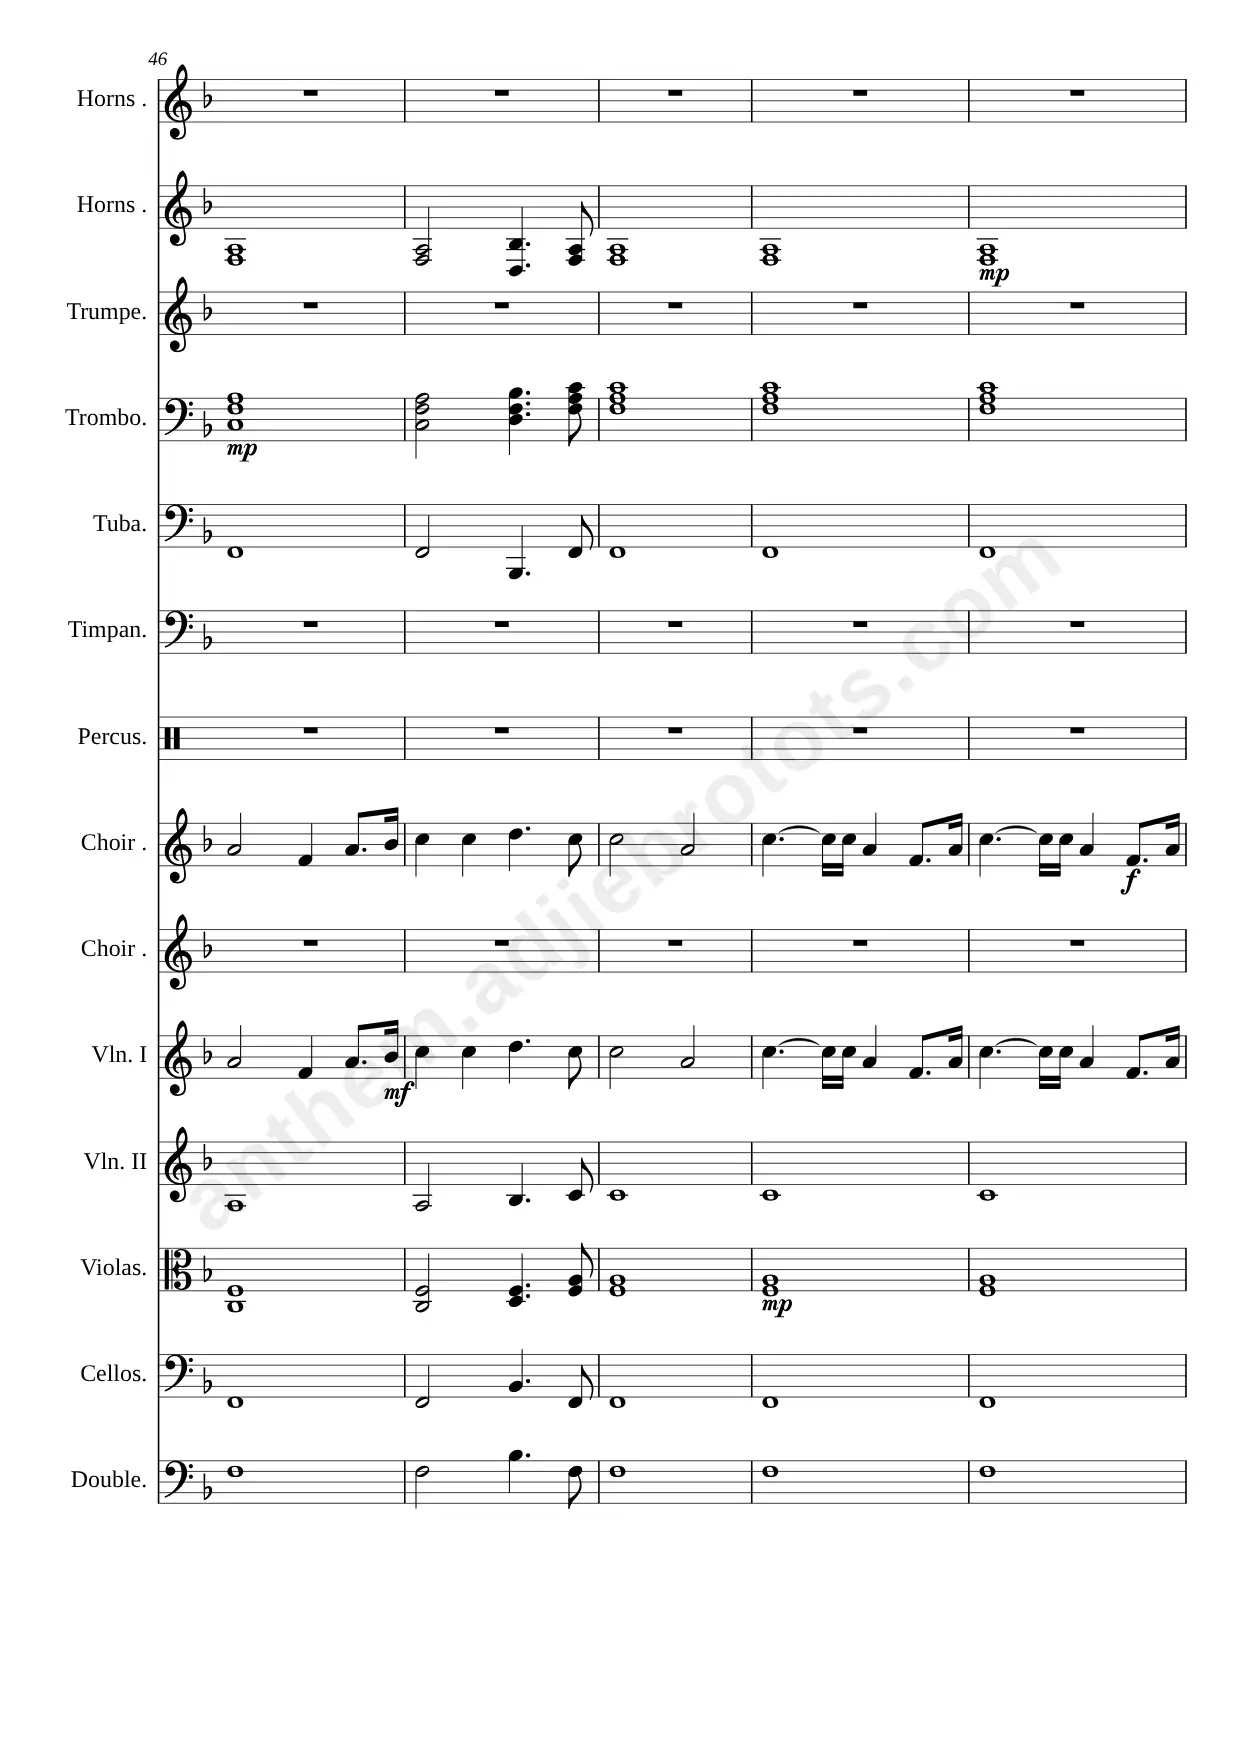 46
Horns .
Horns .
mp
Trumpe.
Trombo.
mp
Tuba.
Timpan.
Percus.
Choir .
f
Choir .
Vln. I
mf
Vln. II
Violas.
mp
Cellos.
Double.
anthem.adjiebrotots.com